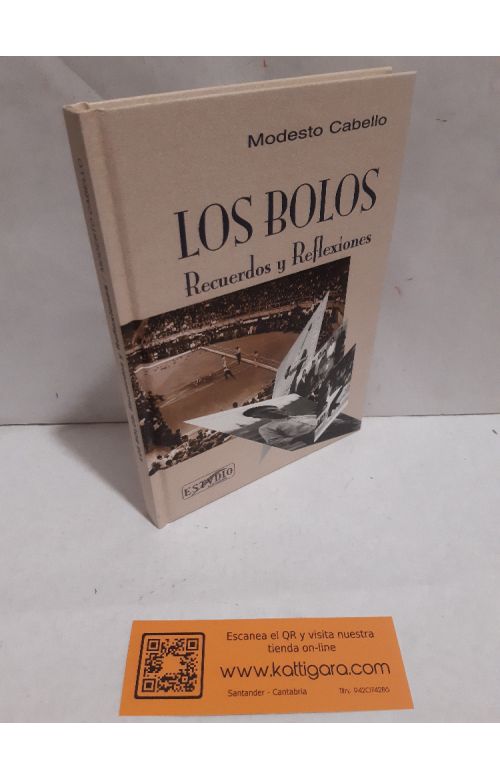 Modesto Cabello
LOS BOLOS
Recuerdos y Reflexiones
ESTVDIO
Escanea el QR y visita nuestra
tienda on-line
www.kattigara.com
Santander - Cantabria